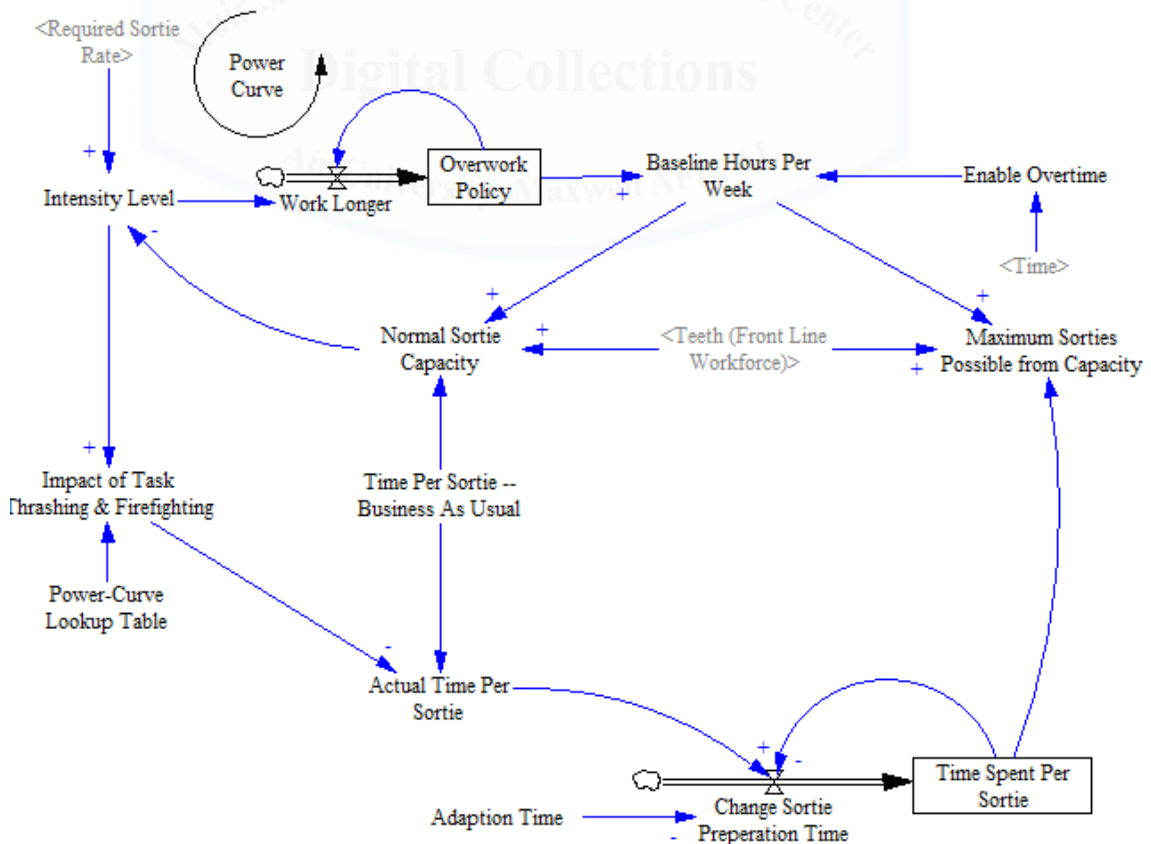 <Required Sortie
Rate>
Power
Curve
Center
Digital Collections
Overwork
Policy
Baseline Hours Per
Week
Enable Overtime
+
Intensity Level
Work Longer
+
-
<Time>
+
+
+
Normal Sortie
Capacity
<Teeth (Front Line
Workforce)>
+
Maximum Sorties
Possible from Capacity
+
Impact of Task
Thrashing & Firefighting
Time Per Sortie --
Business As Usual
Power-Curve
Lookup Table
-
Actual Time Per
Sortie
+
-
Time Spent Per
Sortie
Adaption Time
-
Change Sortie
Preperation Time